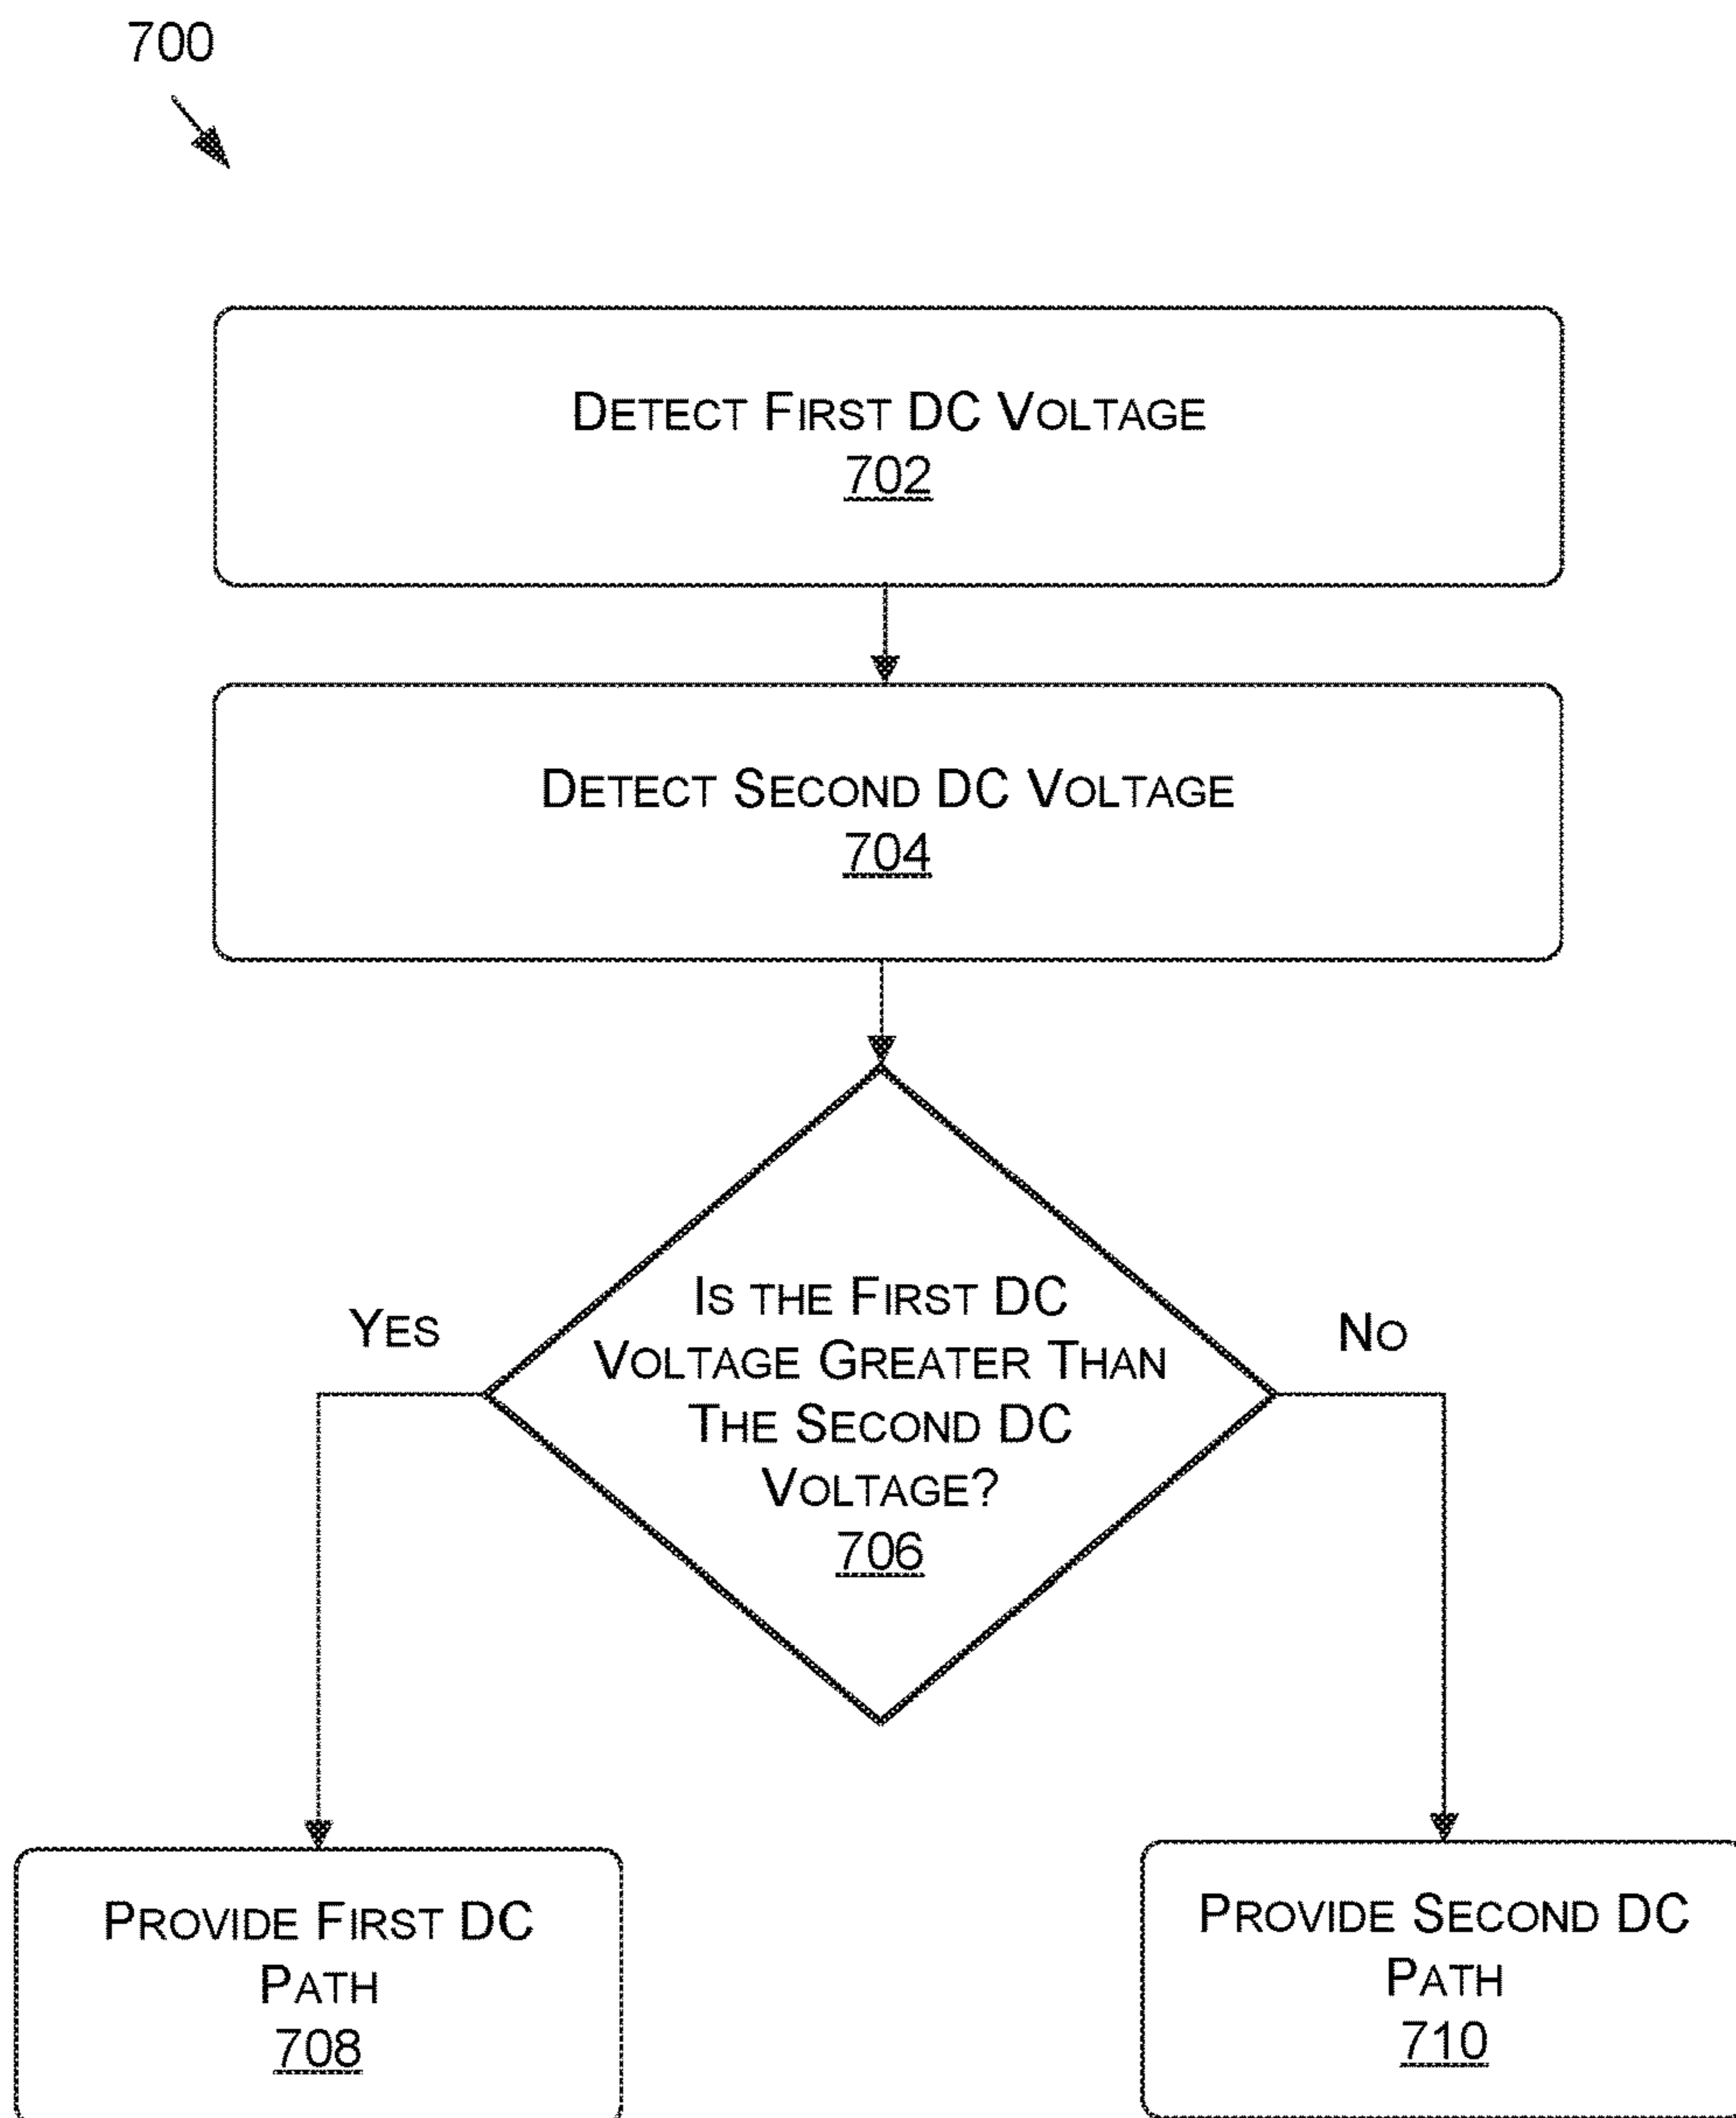 700
DETECT FIRST DC VOLTAGE
702
DETECT SECOND DC VOLTAGE
704
IS THE FIRST DC
VOLTAGE GREATER THAN
THE SECOND DC
VOLTAGE?
706
YES
NO
PROVIDE FIRST DC
PATH
708
PROVIDE SECOND DC
PATH
710